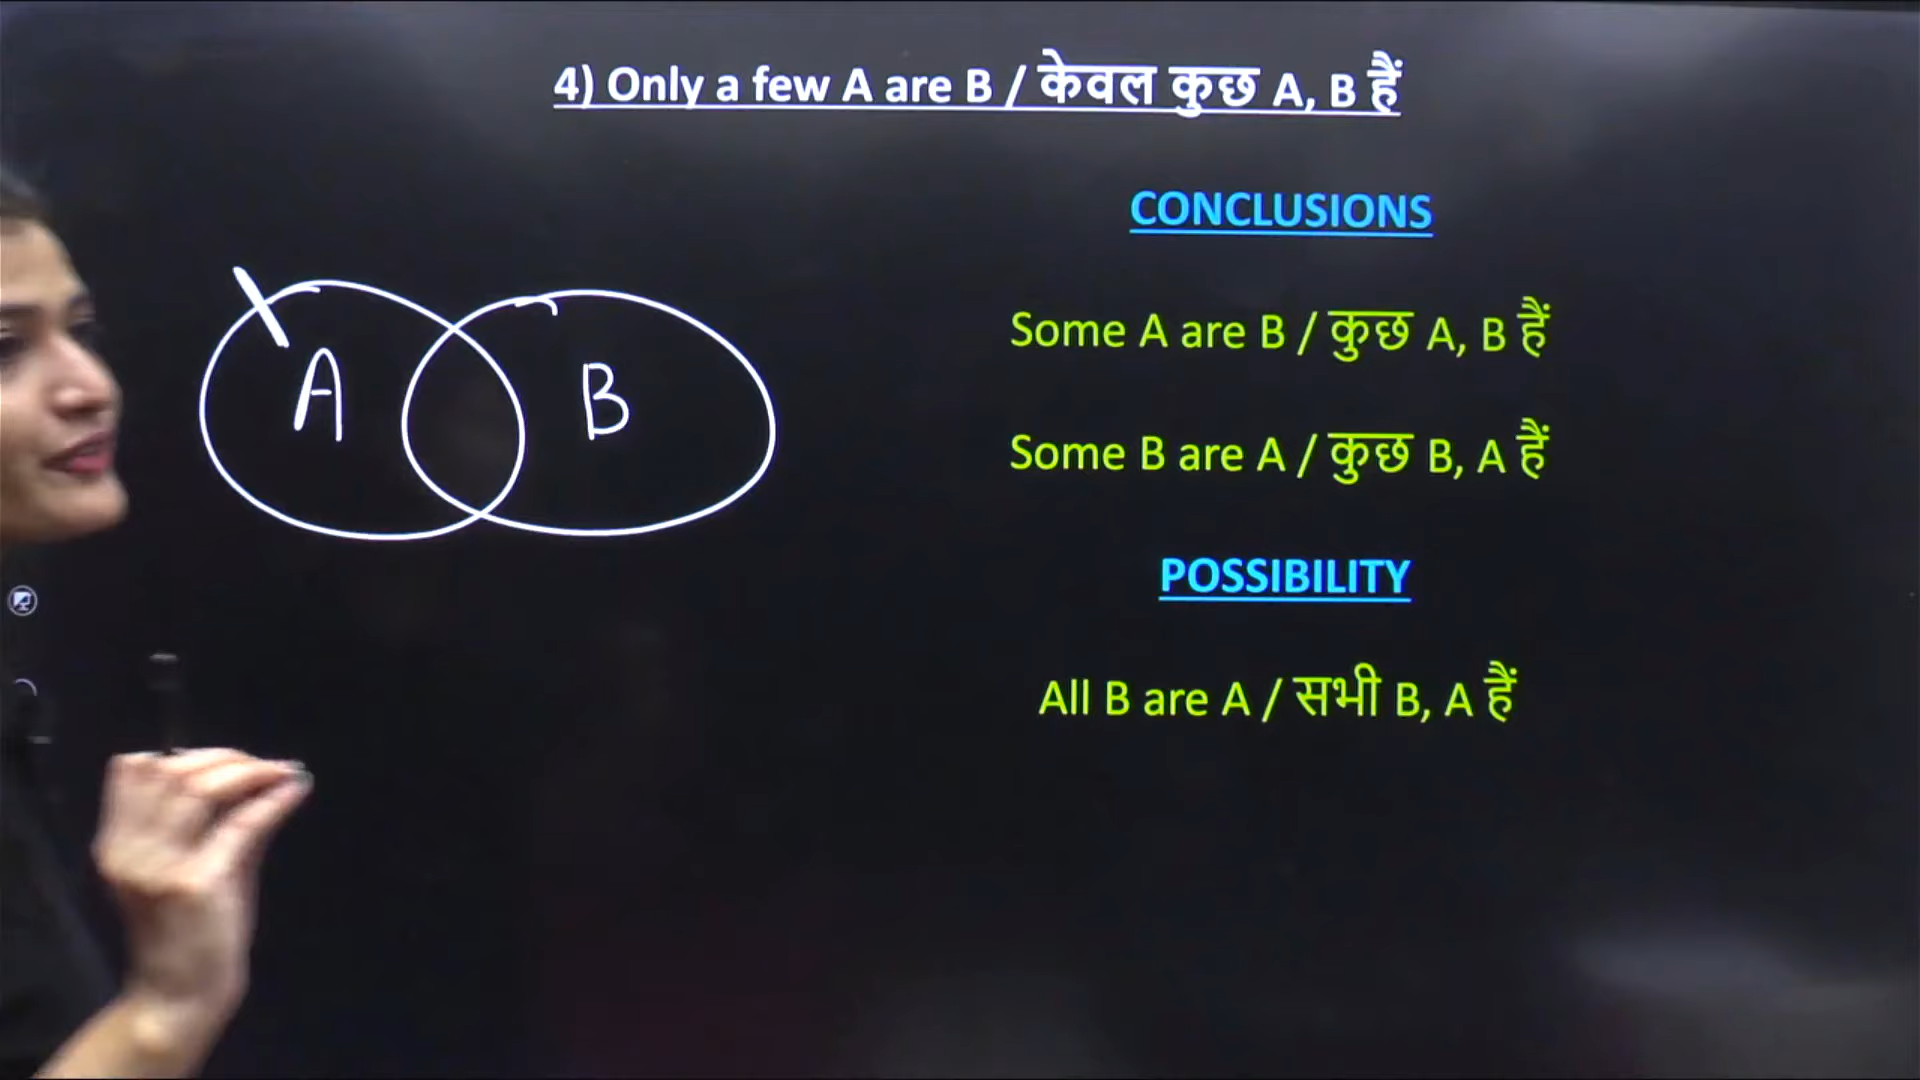 4) Only a few A are B / केवल कुछ A, B हैं
CONCLUSIONS
Some A are B / कुछ A, B हैं
A B
Some B are A / कुछ B, A हैं
POSSIBILITY
All B are A / सभी B, A हैं